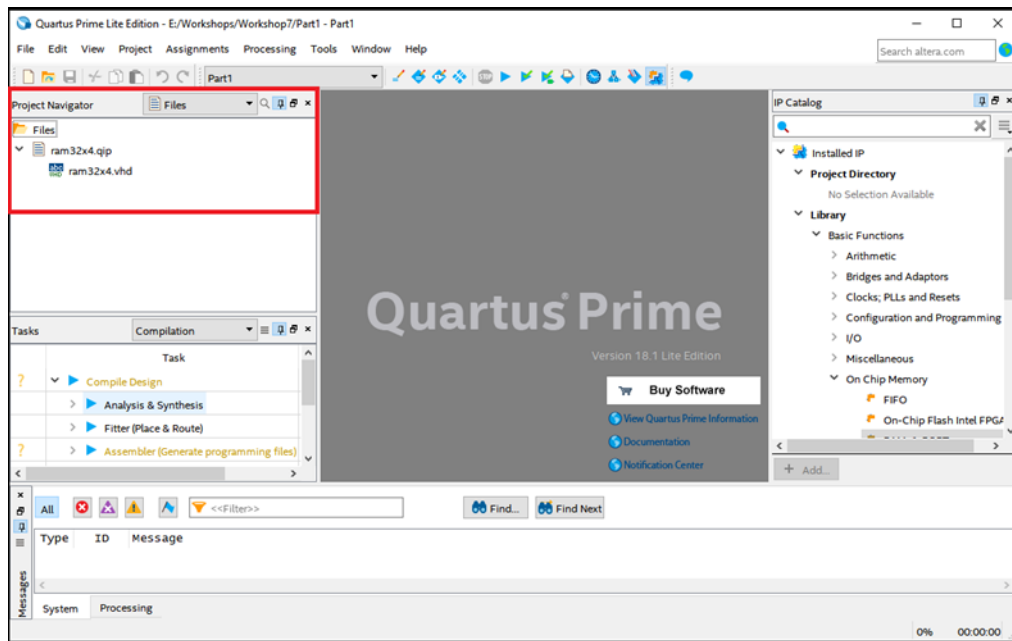 Quartus Prime Lite Edition - E:/Workshops/Workshop7/Part1 - Part1
File Edit View Project Assignments Processing Tools Window Help
Search altera.com
Part1
Project Navigator
Files
Files
ram32x4.qip
ram32x4.vhd
Tasks
Compilation
Task
? Compile Design
Analysis & Synthesis
Fitter (Place & Route)
? Assembler (Generate programming files)
Quartus Prime
Version 18.1 Lite Edition
Buy Software
View Quartus Prime Information
Documentation
Notification Center
IP Catalog
Installed IP
Project Directory
No Selection Available
Library
Basic Functions
Arithmetic
Bridges and Adaptors
Clocks; PLLs and Resets
Configuration and Programming
I/O
Miscellaneous
On Chip Memory
FIFO
On-Chip Flash Intel FPGA
+ Add...
All
<<Filter>>
Find...
Find Next
Type ID Message
Messages
System Processing
0% 00:00:00